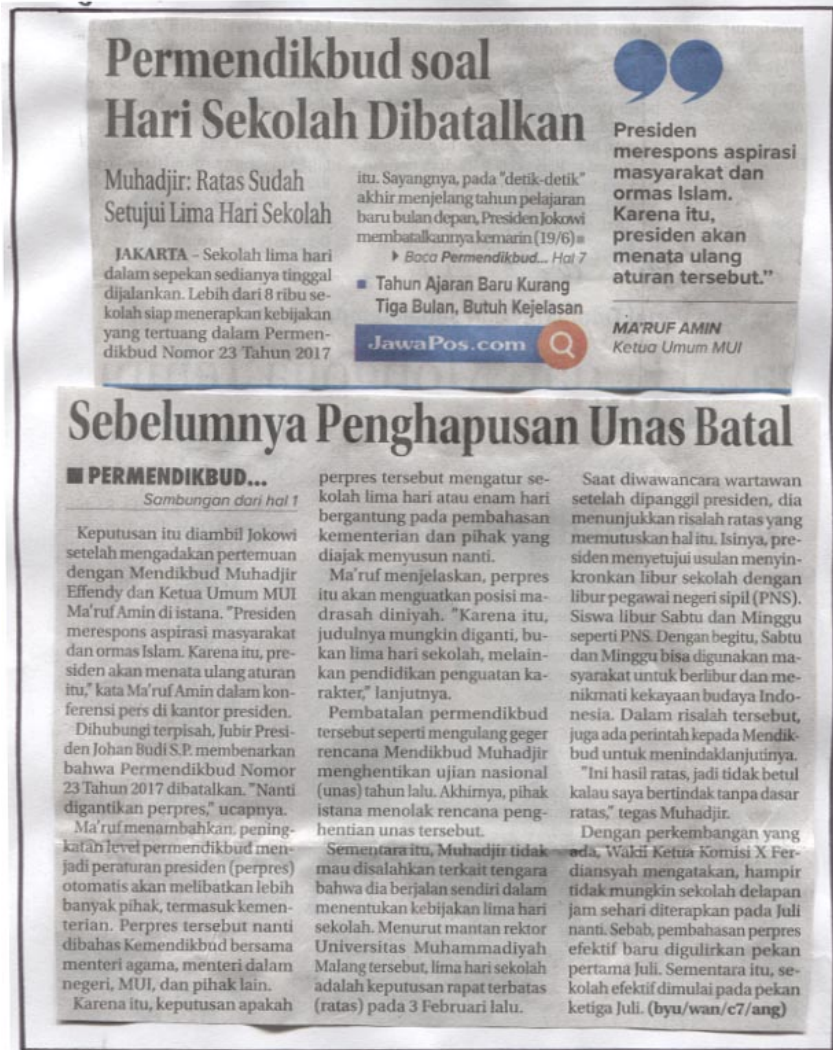 Permendikbud soal
Hari Sekolah Dibatalkan
Muhadjir: Ratas Sudah
Setujui Lima Hari Sekolah
JAKARTA - Sekolah lima hari
dalam sepekan sedianya tinggal
dijalankan. Lebih dari 8 ribu se-
kolah siap menerapkan kebijakan
yang tertuang dalam Permen-
dikbud Nomor 23 Tahun 2017
itu. Sayangnya, pada "detik-detik"
akhir menjelang tahun pelajaran
baru bulan depan, Presiden Jokowi
membatalkannya kemarin (19/6)
Baca Permendikbud... Hal 7
Tahun Ajaran Baru Kurang
Tiga Bulan, Butuh Kejelasan
JawaPos.com
Presiden
merespons aspirasi
masyarakat dan
ormas Islam.
Karena itu,
presiden akan
menata ulang
aturan tersebut."
MA'RUF AMIN
Ketua Umum MUI
Sebelumnya Penghapusan Unas Batal
PERMENDIKBUD...
Sambungan dari hal 1
Keputusan itu diambil Jokowi
setelah mengadakan pertemuan
dengan Mendikbud Muhadjir
Effendy dan Ketua Umum MUI
Ma'ruf Amin di istana. "Presiden
merespons aspirasi masyarakat
dan ormas Islam. Karena itu, pre-
siden akan menata ulang aturan
itu," kata Ma'ruf Amin dalam kon-
ferensi pers di kantor presiden.
Dihubungi terpisah, Jubir Presi-
den Johan Budi S.P. membenarkan
bahwa Permendikbud Nomor
23 Tahun 2017 dibatalkan. "Nanti
digantikan perpres," ucapnya.
Ma'ruf menambahkan, pening-
katan level permendikbud men-
jadi peraturan presiden (perpres)
otomatis akan melibatkan lebih
banyak pihak, termasuk kemen-
terian. Perpres tersebut nanti
dibahas Kemendikbud bersama
menteri agama, menteri dalam
negeri, MUI, dan pihak lain.
Karena itu, keputusan apakah
perpres tersebut mengatur se-
kolah lima hari atau enam hari
bergantung pada pembahasan
kementerian dan pihak yang
diajak menyusun nanti.
Ma'ruf menjelaskan, perpres
itu akan menguatkan posisi ma-
drasah diniyah. "Karena itu,
judulnya mungkin diganti, bu-
kan lima hari sekolah, melain-
kan pendidikan penguatan ka-
rakter," lanjutnya.
Pembatalan permendikbud
tersebut seperti mengulang geger
rencana Mendikbud Muhadjir
menghentikan ujian nasional
(unas) tahun lalu. Akhirnya, pihak
istana menolak rencana peng-
hentian unas tersebut.
Sementara itu, Muhadjir tidak
mau disalahkan terkait tengara
bahwa dia berjalan sendiri dalam
menentukan kebijakan lima hari
sekolah. Menurut mantan rektor
Universitas Muhammadiyah
Malang tersebut, lima hari sekolah
adalah keputusan rapat terbatas
(ratas) pada 3 Februari lalu.
Saat diwawancara wartawan
setelah dipanggil presiden, dia
menunjukkan risalah ratas yang
memutuskan hal itu. Isinya, pre-
siden menyetujui usulan menyin-
kronkan libur sekolah dengan
libur pegawai negeri sipil (PNS).
Siswa libur Sabtu dan Minggu
seperti PNS. Dengan begitu, Sabtu
dan Minggu bisa digunakan ma-
syarakat untuk berlibur dan me-
nikmati kekayaan budaya Indo-
nesia. Dalam risalah tersebut,
juga ada perintah kepada Mendik-
bud untuk menindaklanjutinya.
"Ini hasil ratas, jadi tidak betul
kalau saya bertindak tanpa dasar
ratas," tegas Muhadjir.
Dengan perkembangan yang
ada, Wakil Ketua Komisi X Fer-
diansyah mengatakan, hampir
tidak mungkin sekolah delapan
jam sehari diterapkan pada Juli
nanti. Sebab, pembahasan perpres
efektif baru digulirkan pekan
pertama Juli. Sementara itu, se-
kolah efektif dimulai pada pekan
ketiga Juli. (byu/wan/c7/ang)